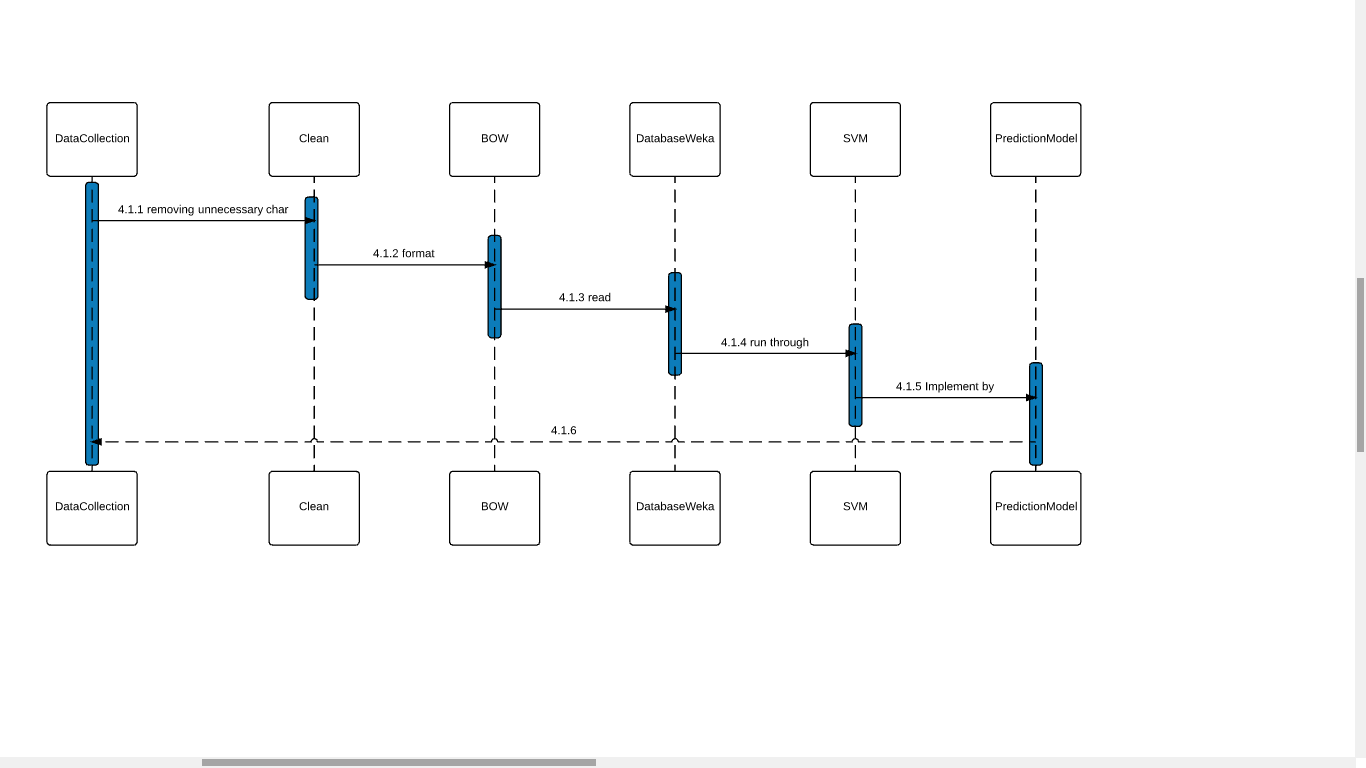 DataCollection
Clean
BOW
DatabaseWeka
SVM
PredictionModel
4.1.1 removing unnecessary char
4.1.2 format
4.1.3 read
4.1.4 run through
4.1.5 Implement by
4.1.6
DataCollection
Clean
BOW
DatabaseWeka
SVM
PredictionModel